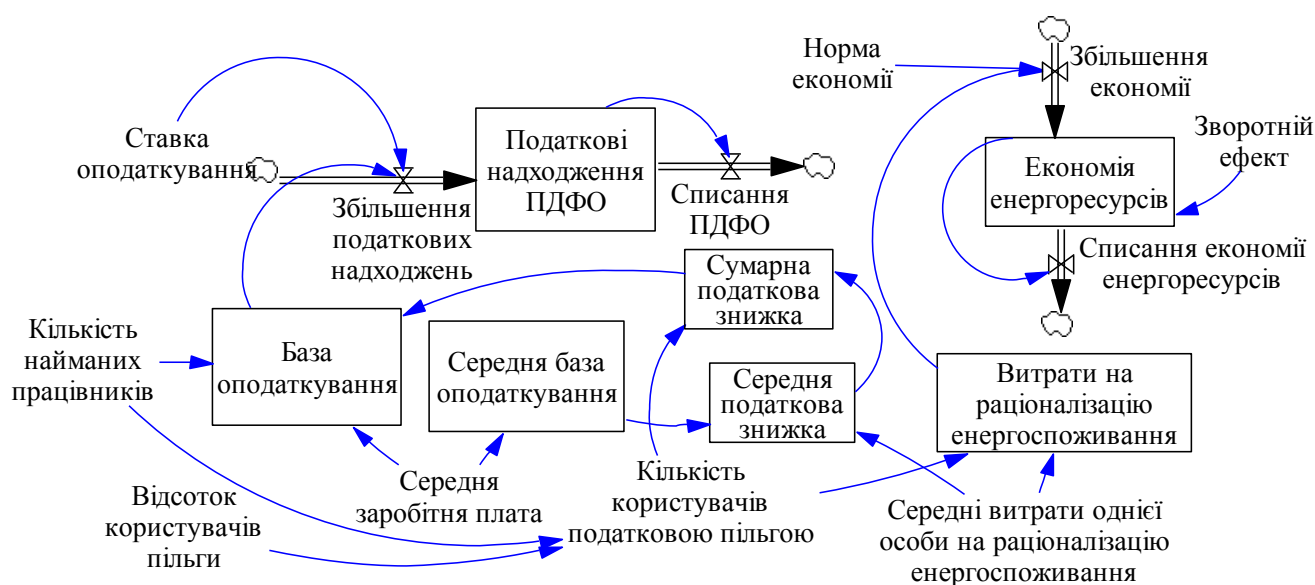 Норма
економії
Збільшення
економії
Ставка
оподаткування
Податкові
надходження
ПДФО
Збільшення
податкових
надходжень
Списання
ПДФО
Зворотній
ефект
Економія
енергоресурсів
Списання економії
енергоресурсів
Сумарна
податкова
знижка
Кількість
найманих
працівників
База
оподаткування
Середня база
оподаткування
Середня
податкова
знижка
Витрати на
раціоналізацію
енергоспоживання
Відсоток
користувачів
пільги
Середня
заробітня плата
Кількість
користувачів
податковою пільгою
Середні витрати однієї
особи на раціоналізацію
енергоспоживання